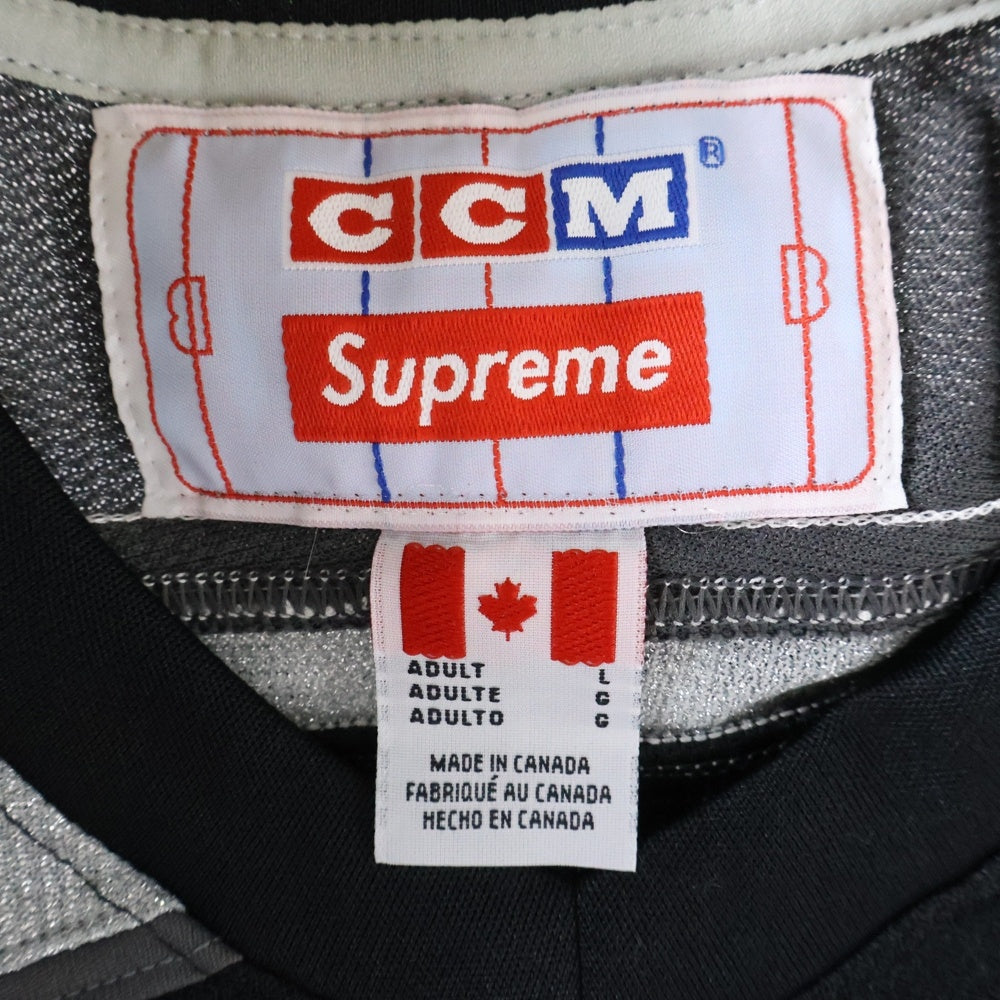 CCM®
Supreme
ADULT L
ADULTE G
ADULTO G
MADE IN CANADA
FABRIQUÉ AU CANADA
HECHO EN CANADA